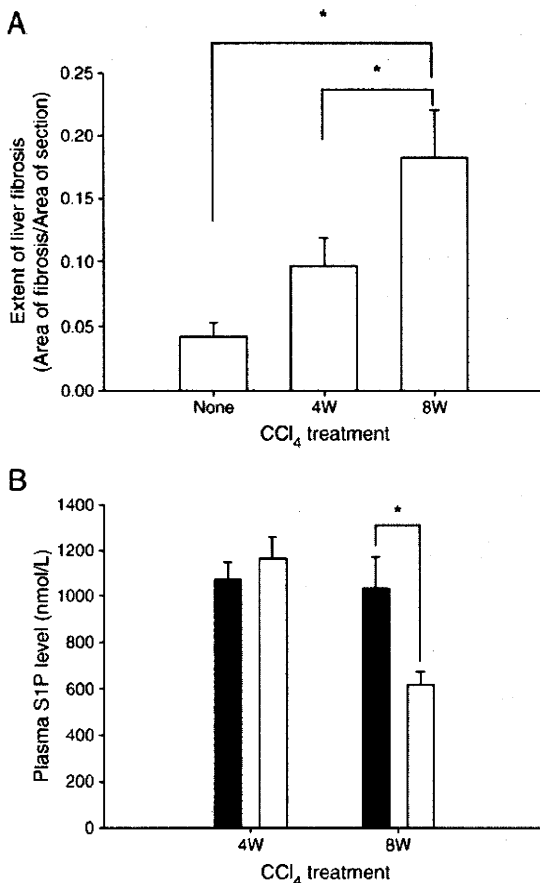 A
*
*
0.25
0.20
0.15
0.10
0.05
0.00
Extent of liver fibrosis
(Area of fibrosis/Area of section)
None 4W 8W
CCl₄ treatment
B
*
1400
1200
1000
800
600
400
200
0
Plasma S1P level (nmol/L)
4W 8W
CCl₄ treatment